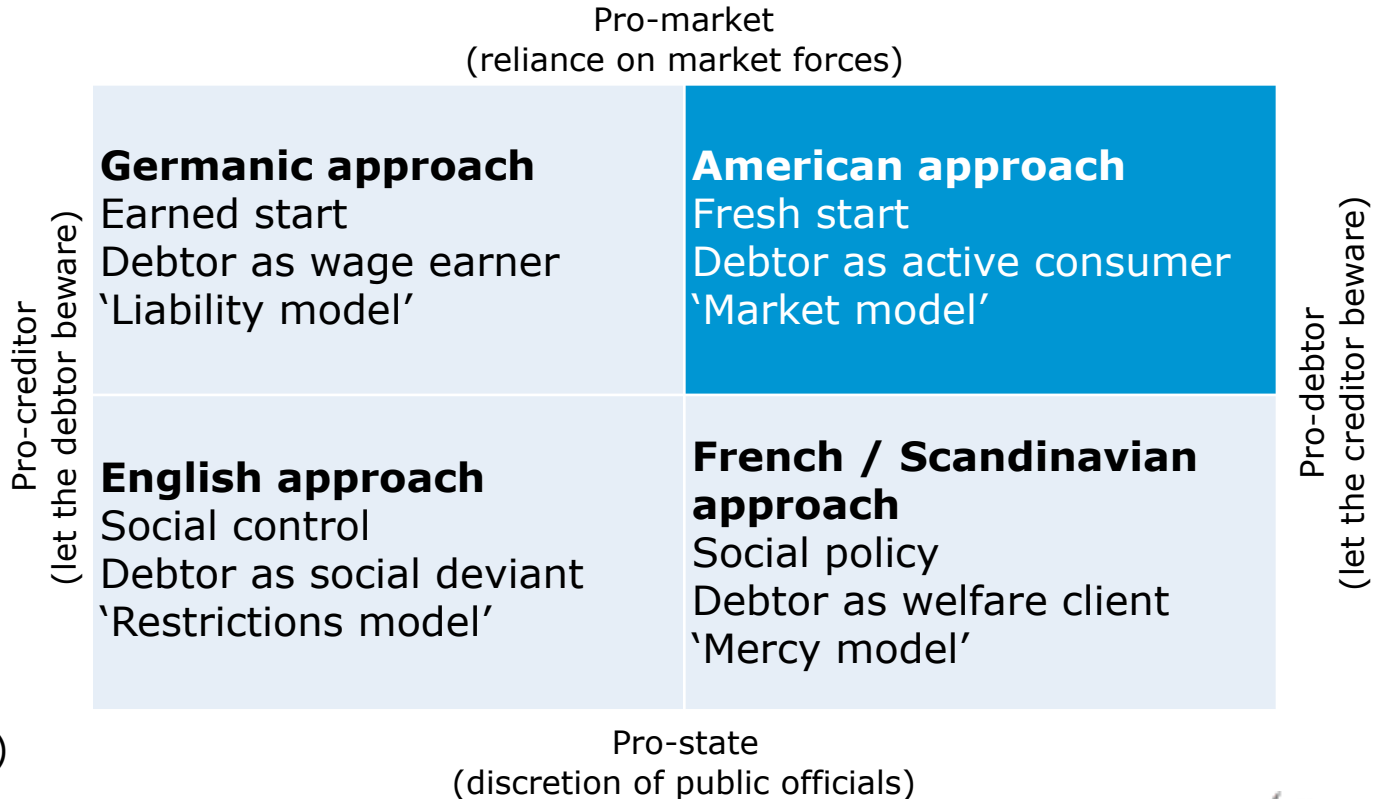 Pro-market
(reliance on market forces)
Pro-creditor
(let the debtor beware)
Germanic approach
Earned start
Debtor as wage earner
‘Liability model’
American approach
Fresh start
Debtor as active consumer
‘Market model’
English approach
Social control
Debtor as social deviant
‘Restrictions model’
French / Scandinavian
approach
Social policy
Debtor as welfare client
‘Mercy model’
Pro-debtor
(let the creditor beware)
)
Pro-state
(discretion of public officials)